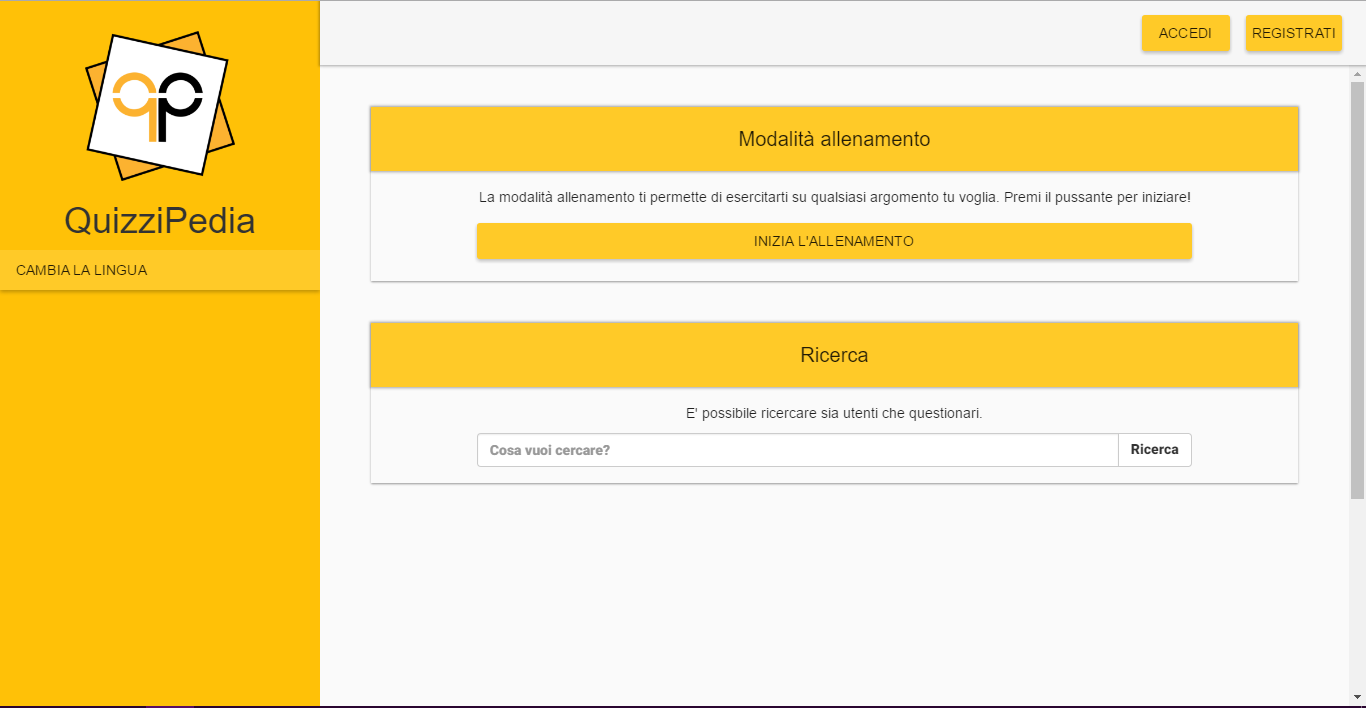 qp
QuizziPedia
CAMBIA LA LINGUA
ACCEDI
REGISTRATI
Modalità allenamento
La modalità allenamento ti permette di esercitarti su qualsiasi argomento tu voglia. Premi il pussante per iniziare!
INIZIA L'ALLENAMENTO
Ricerca
E' possibile ricercare sia utenti che questionari.
Cosa vuoi cercare?
Ricerca